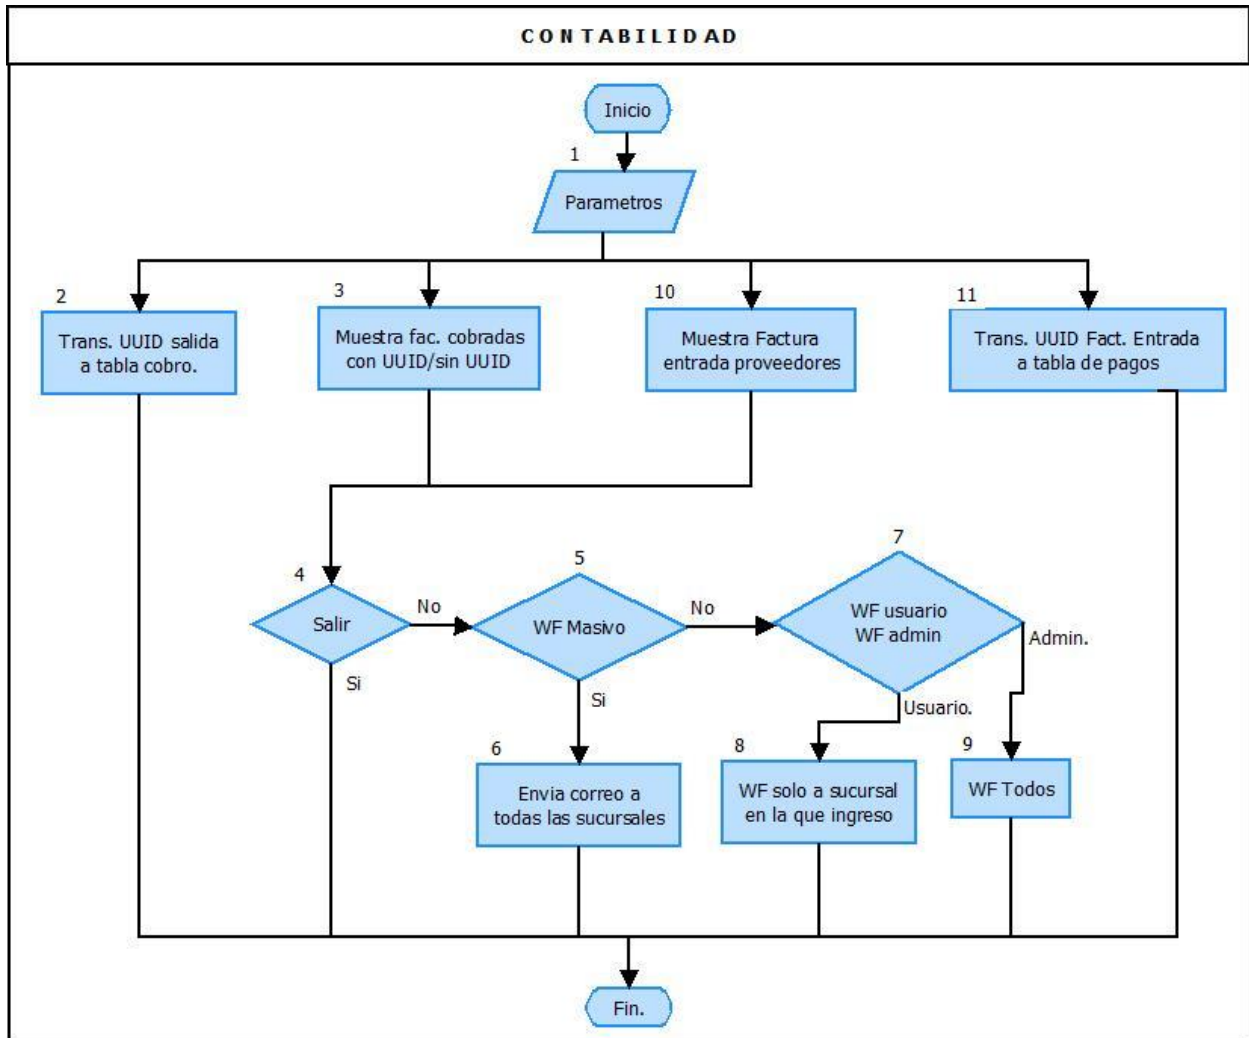 CONTABILIDAD
Inicio
1
Parametros
2
Trans. UUID salida
a tabla cobro.
3
Muestra fac. cobradas
con UUID/sin UUID
10
Muestra Factura
entrada proveedores
11
Trans. UUID Fact. Entrada
a tabla de pagos
4
Salir
No
Si
5
WF Masivo
No
Si
7
WF usuario
WF admin
Admin.
Usuario.
6
Envia correo a
todas las sucursales
8
WF solo a sucursal
en la que ingreso
9
WF Todos
Fin.